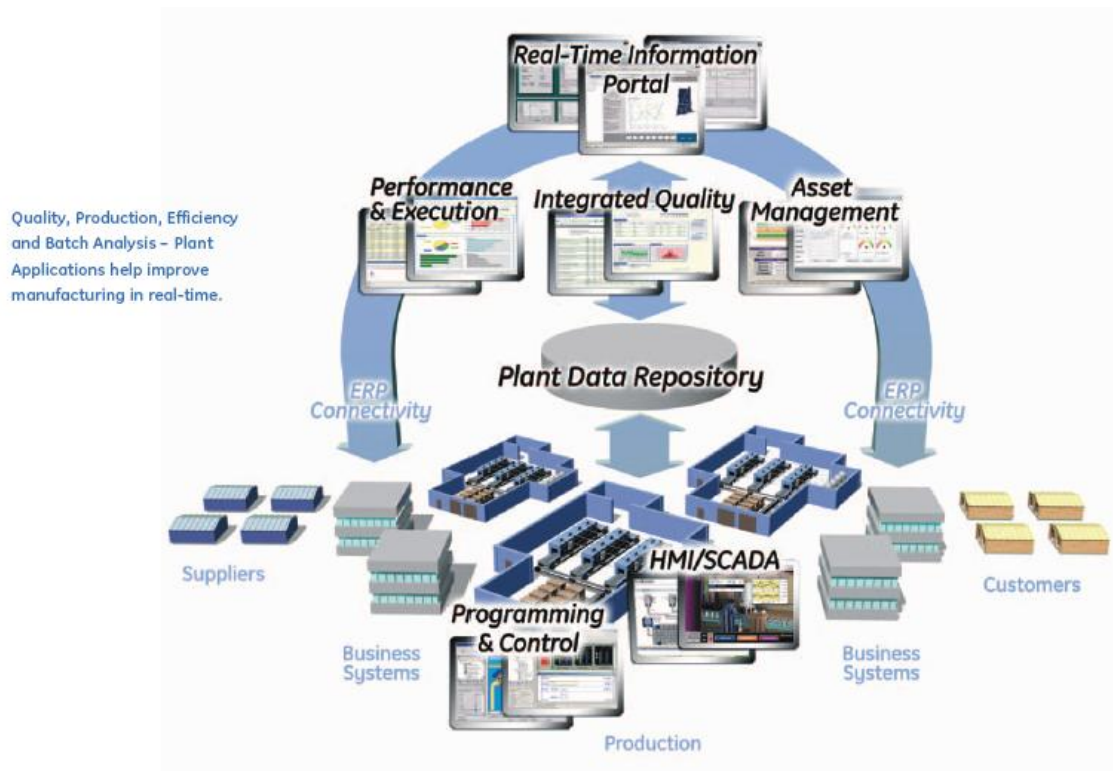 Real-Time Information
Portal
Performance
& Execution
Integrated Quality
Asset
Management
Quality, Production, Efficiency
and Batch Analysis – Plant
Applications help improve
manufacturing in real-time.
Plant Data Repository
ERP
Connectivity
ERP
Connectivity
HMI/SCADA
Suppliers
Customers
Programming
& Control
Business
Systems
Business
Systems
Production